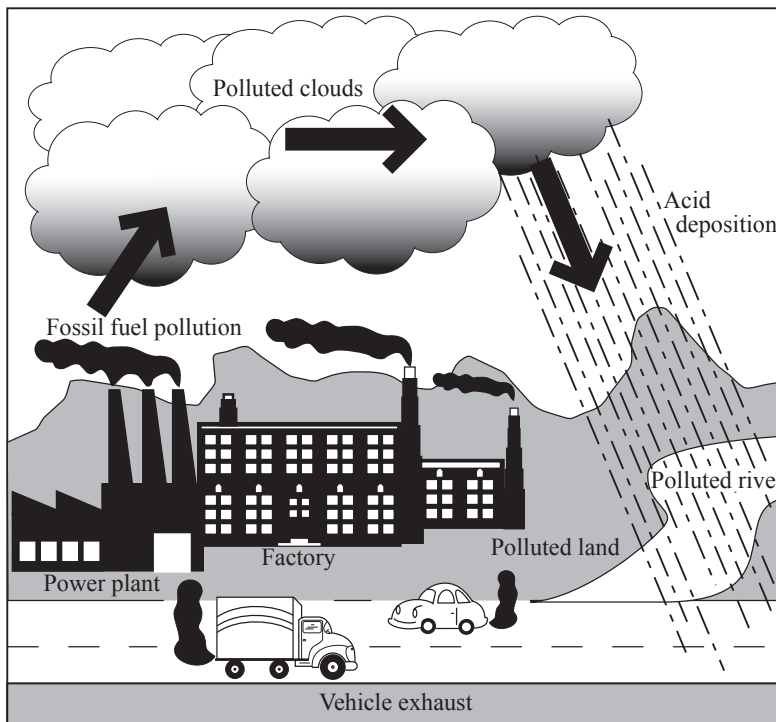 Polluted clouds
Acid
deposition
Fossil fuel pollution
Polluted rive
Polluted land
Factory
Power plant
Vehicle exhaust